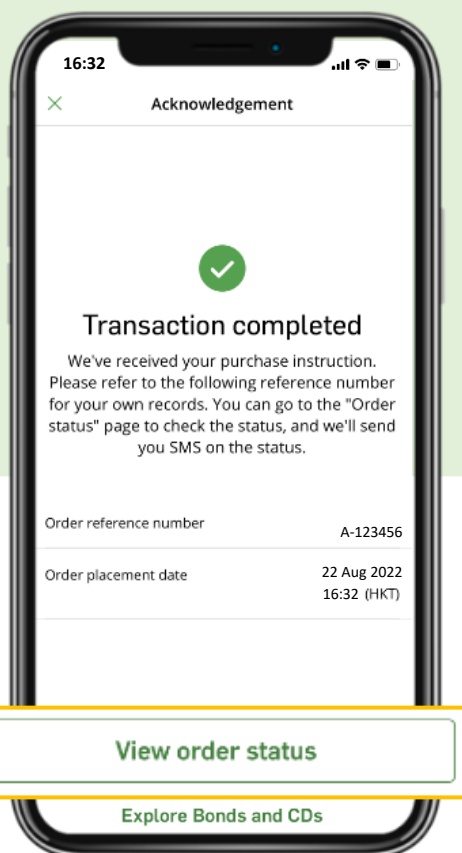 16:32
Acknowledgement
Transaction completed
We've received your purchase instruction.
Please refer to the following reference number
for your own records. You can go to the "Order
status" page to check the status, and we'll send
you SMS on the status.
Order reference number
A-123456
Order placement date
22 Aug 2022
16:32 (HKT)
View order status
Explore Bonds and CDs